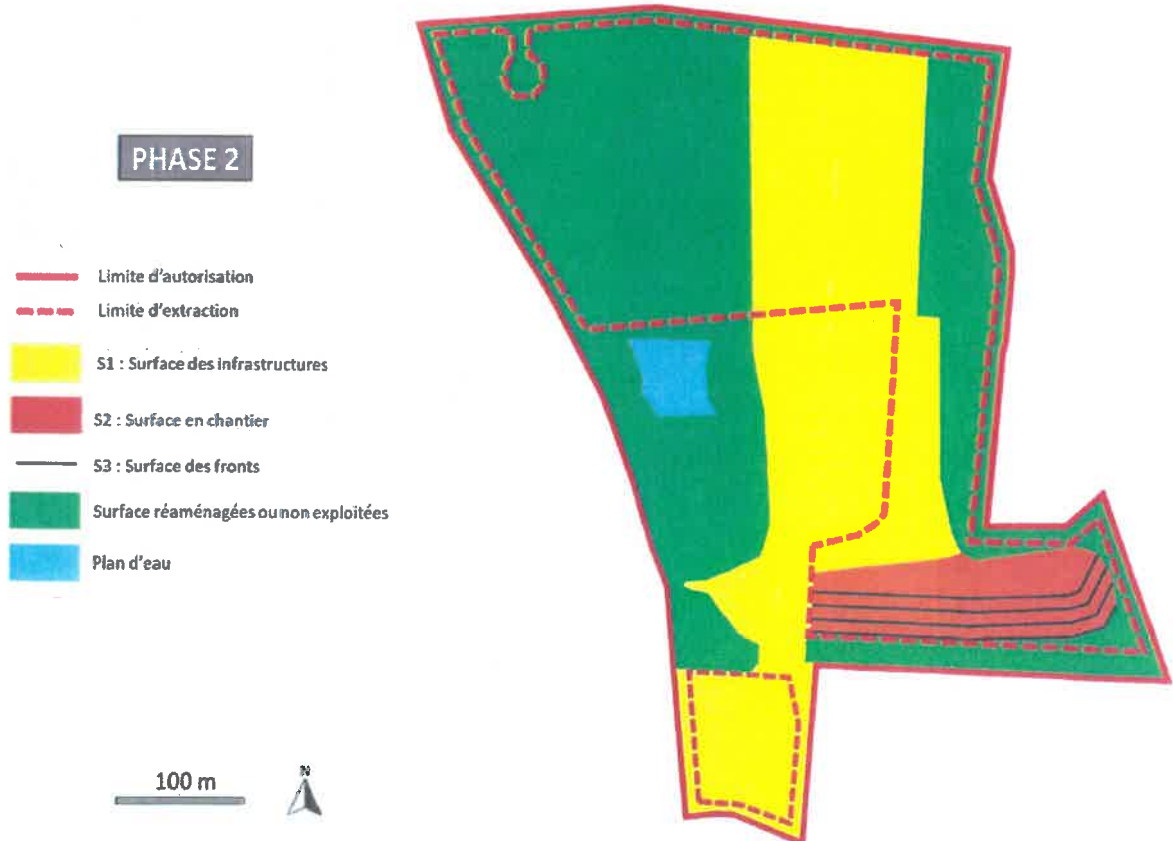 PHASE 2
Limite d'autorisation
Limite d'extraction
S1 : Surface des infrastructures
S2 : Surface en chantier
S3 : Surface des fronts
Surface réaménagées ou non exploitées
Plan d'eau
100 m
N